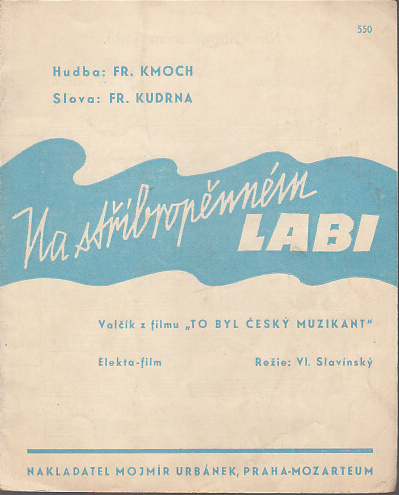 550
Hudba: FR. KMOCH
Slova: FR. KUDRNA
Na stříbropěnném
LABI
Valčík z filmu „TO BYL ČESKÝ MUZIKANT"
Elekta-film Režie: Vl. Slavínský
NAKLADATEL MOJMÍR URBÁNEK, PRAHA-MOZARTEUM